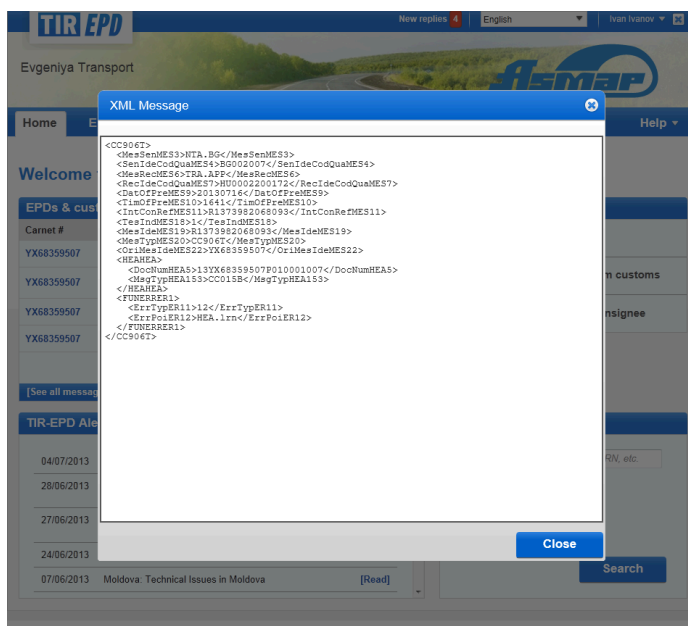 TIR EPD
New replies 4 English Ivan Ivanov
Evgeniya Transport
Asmap
XML Message
Home E Help
<CC906T>
<MesSenMES3>NTA.BG</MesSenMES3>
<SenIdeCodQuaMES4>BG002007</SenIdeCodQuaMES4>
<MesRecMES6>TRA.APP</MesRecMES6>
<RecIdeCodQuaMES7>HU0002200172</RecIdeCodQuaMES7>
<DatOfPreMES9>20130716</DatOfPreMES9>
<TimOfPreMES10>1641</TimOfPreMES10>
<IntConRefMES11>R1373982068093</IntConRefMES11>
<TesIndMES18>1</TesIndMES18>
<MesIdeMES19>R1373982068093</MesIdeMES19>
<MesTypMES20>CC906T</MesTypMES20>
<OriMesIdeMES22>YX68359507</OriMesIdeMES22>
<HEAHEA>
<DocNumHEA5>13YX68359507P010001007</DocNumHEA5>
<MsgTypHEA153>CC015B</MsgTypHEA153>
</HEAHEA>
<FUNERRER1>
<ErrTypER11>12</ErrTypER11>
<ErrPoiER12>HEA.lrn</ErrPoiER12>
</FUNERRER1>
</CC906T>
Welcome
EPDs & cust
Carnet #
YX68359507
YX68359507 m customs
YX68359507 nsignee
YX68359507
[See all messag
TIR-EPD Ale
04/07/2013 RN, etc.
28/06/2013
27/06/2013
Close
24/06/2013
Search
07/06/2013 Moldova: Technical Issues in Moldova [Read]